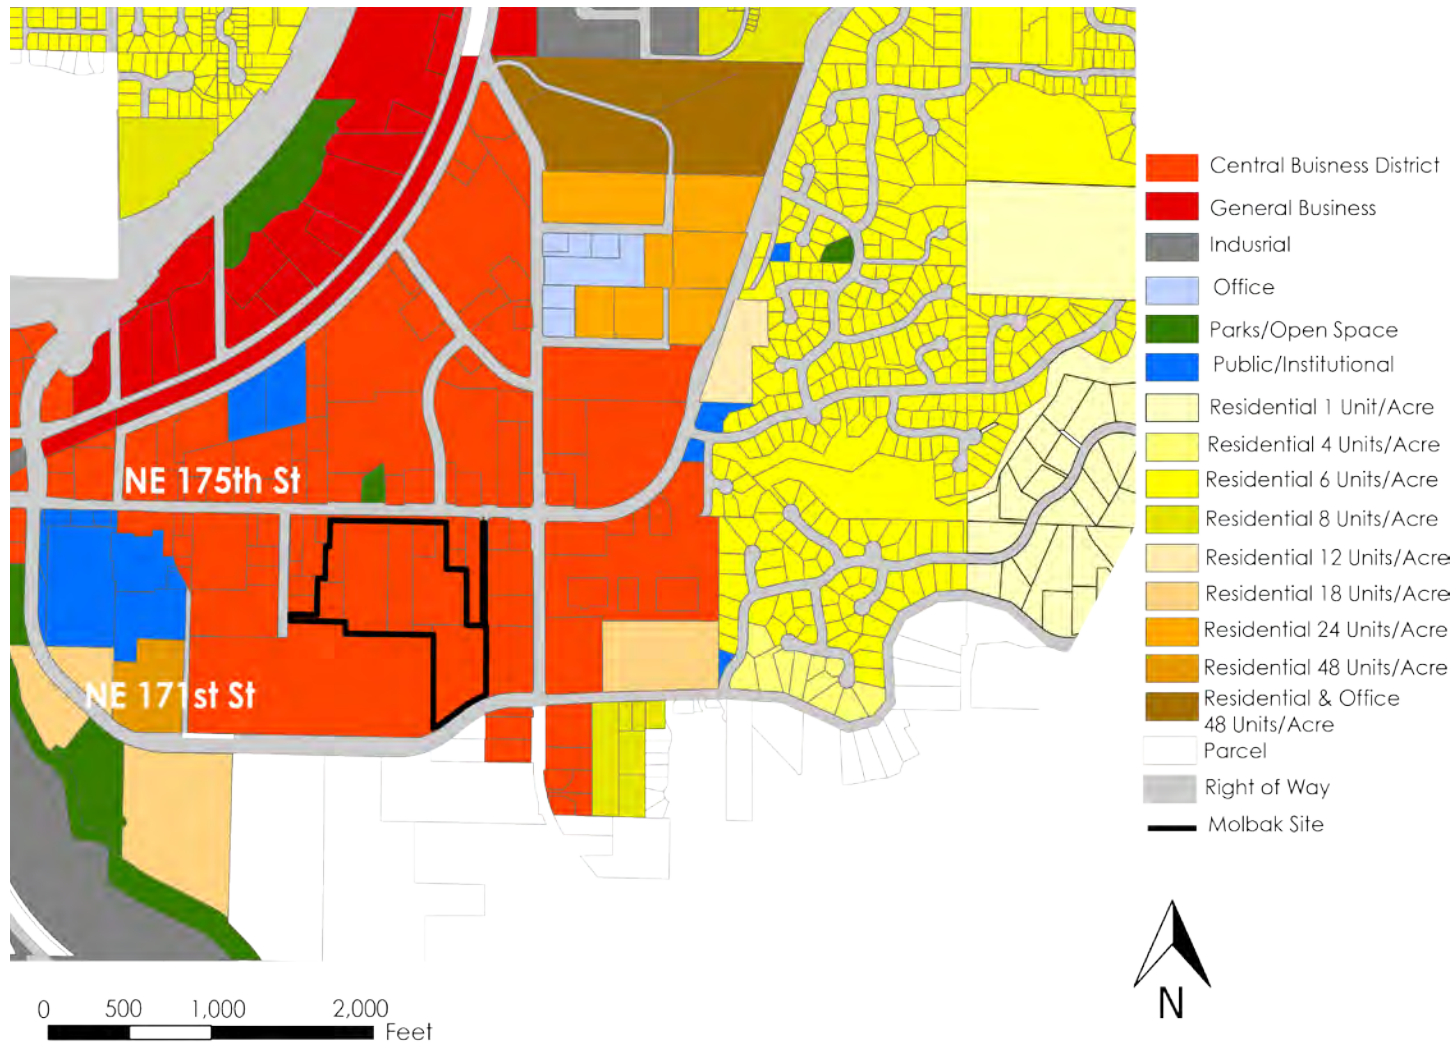 Central Buisness District
General Business
Indusrial
Office
Parks/Open Space
Public/Institutional
Residential 1 Unit/Acre
Residential 4 Units/Acre
Residential 6 Units/Acre
Residential 8 Units/Acre
Residential 12 Units/Acre
Residential 18 Units/Acre
Residential 24 Units/Acre
Residential 48 Units/Acre
Residential & Office
48 Units/Acre
Parcel
Right of Way
Molbak Site
NE 175th St
NE 171st St
N
0 500 1,000 2,000
Feet